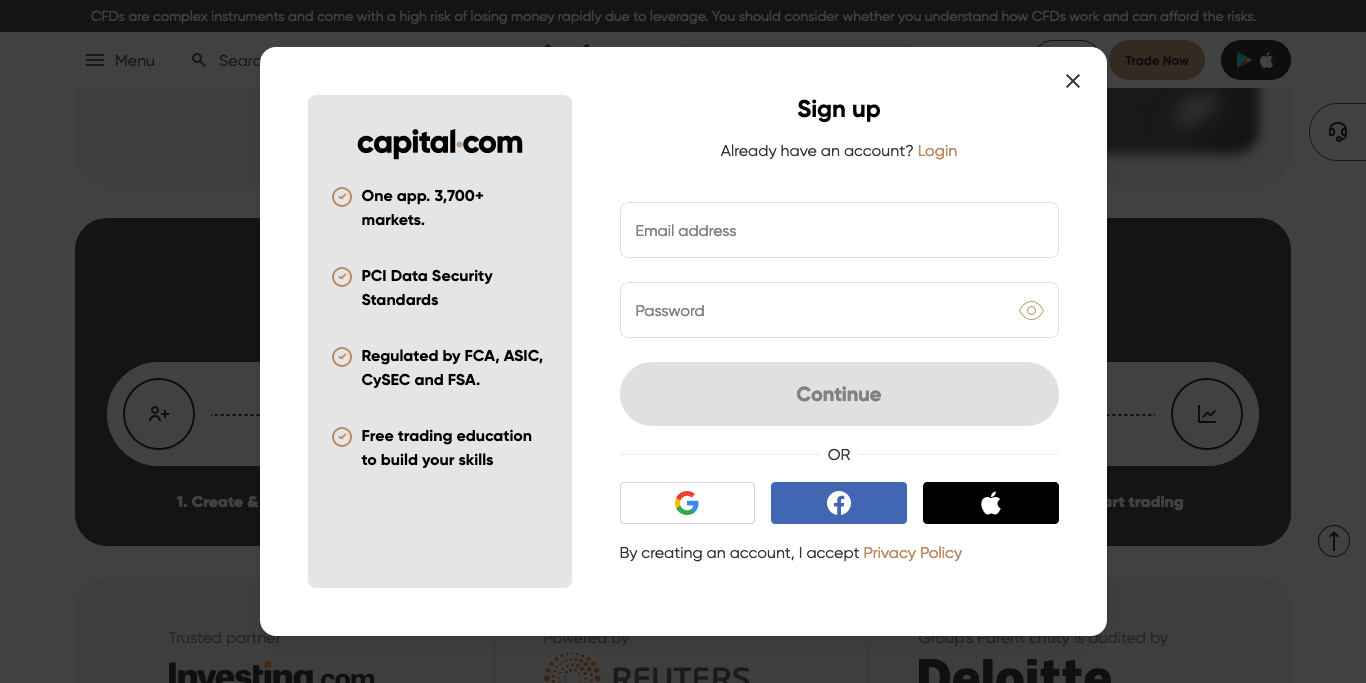 CFDs are complex instruments and come with a high risk of losing money rapidly due to leverage. You should consider whether you understand how CFDs work and can afford the risks.
Menu
Searc
Trade Now
Sign up
Already have an account? Login
capital.com
One app. 3,700+
markets.
PCI Data Security
Standards
Regulated by FCA, ASIC,
CySEC and FSA.
Free trading education
to build your skills
Email address
Password
Continue
OR
By creating an account, I accept Privacy Policy
1. Create &
art trading
Trusted partner
Powered by
Group's Parent Entity is audited by
Investing.com
REUTERS
Deloitte